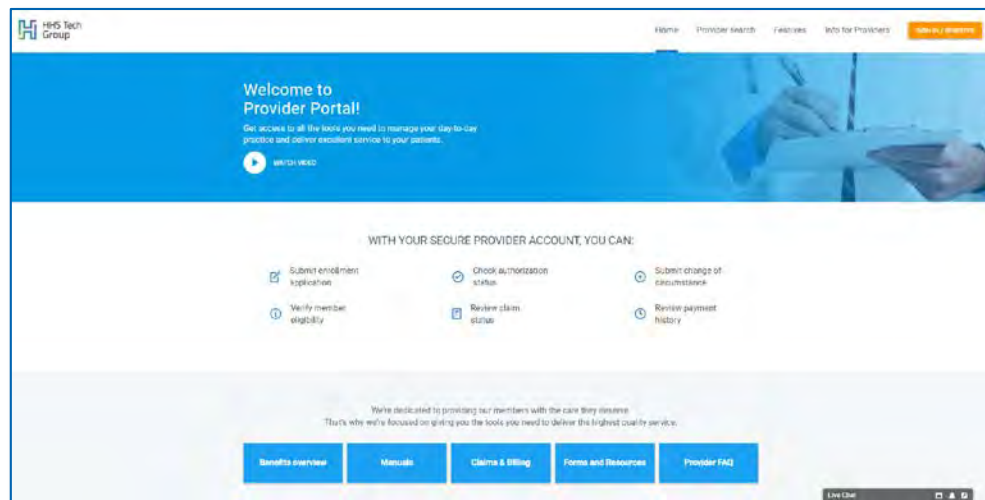 HHS Tech
Group
Home Provider search Features Info for Providers SIGN IN / REGISTER
Welcome to
Provider Portal!
Get access to all the tools you need to manage your day-to-day
practice and deliver excellent service to your patients.
WATCH VIDEO
WITH YOUR SECURE PROVIDER ACCOUNT, YOU CAN:
Submit enrollment
application
Check authorization
status
Submit change of
circumstance
Verify member
eligibility
Review claim
status
Review payment
history
We're dedicated to providing our members with the care they deserve.
That's why we're focused on giving you the tools you need to deliver the highest quality service.
Benefits overview Manuals Claims & Billing Forms and Resources Provider FAQ
Live Chat